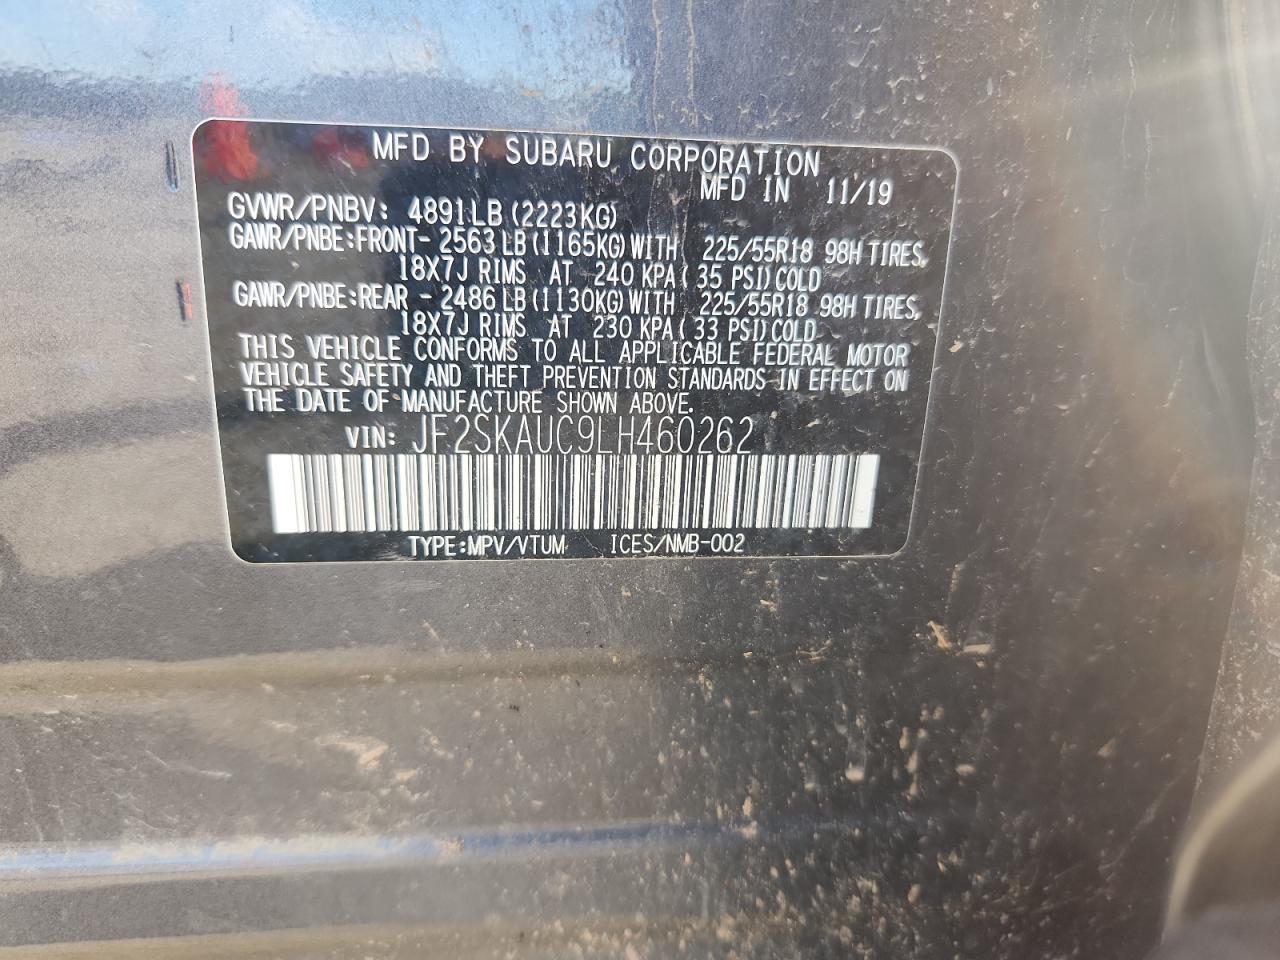 MFD BY SUBARU CORPORATION
MFD IN 11/19
GVWR/PNBV: 4891LB (2223KG)
GAWR/PNBE:FRONT- 2563LB (1165KG) WITH 225/55R18 98H TIRES,
18X7J RIMS AT 240 KPA ( 35 PSI) COLD
GAWR/PNBE:REAR - 2486LB (1130KG) WITH 225/55R18 98H TIRES,
18X7J RIMS AT 230 KPA ( 33 PSI) COLD
THIS VEHICLE CONFORMS TO ALL APPLICABLE FEDERAL MOTOR
VEHICLE SAFETY AND THEFT PREVENTION STANDARDS IN EFFECT ON
THE DATE OF MANUFACTURE SHOWN ABOVE.
VIN: JF2SKAUC9LH460262
TYPE:MPV/VTUM ICES/NMB-002